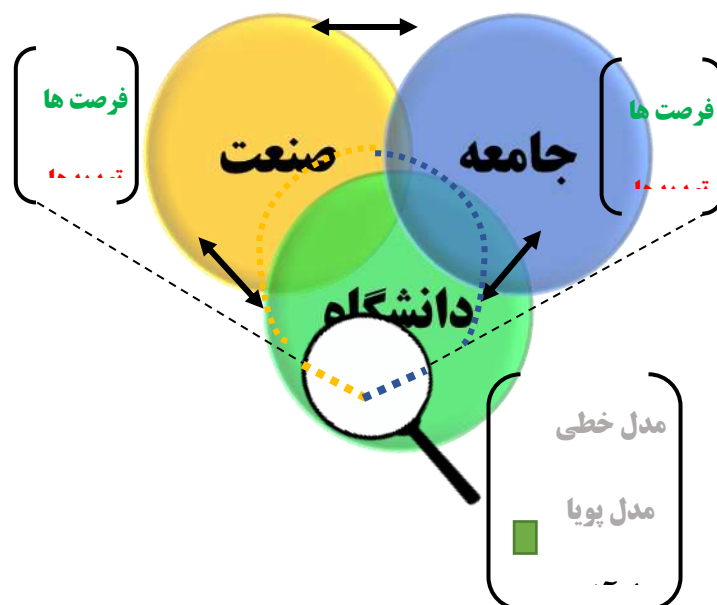 صنعت
جامعه
دانشگاه
فرصت ها
فرصت ها
مدل خطی
مدل پویا